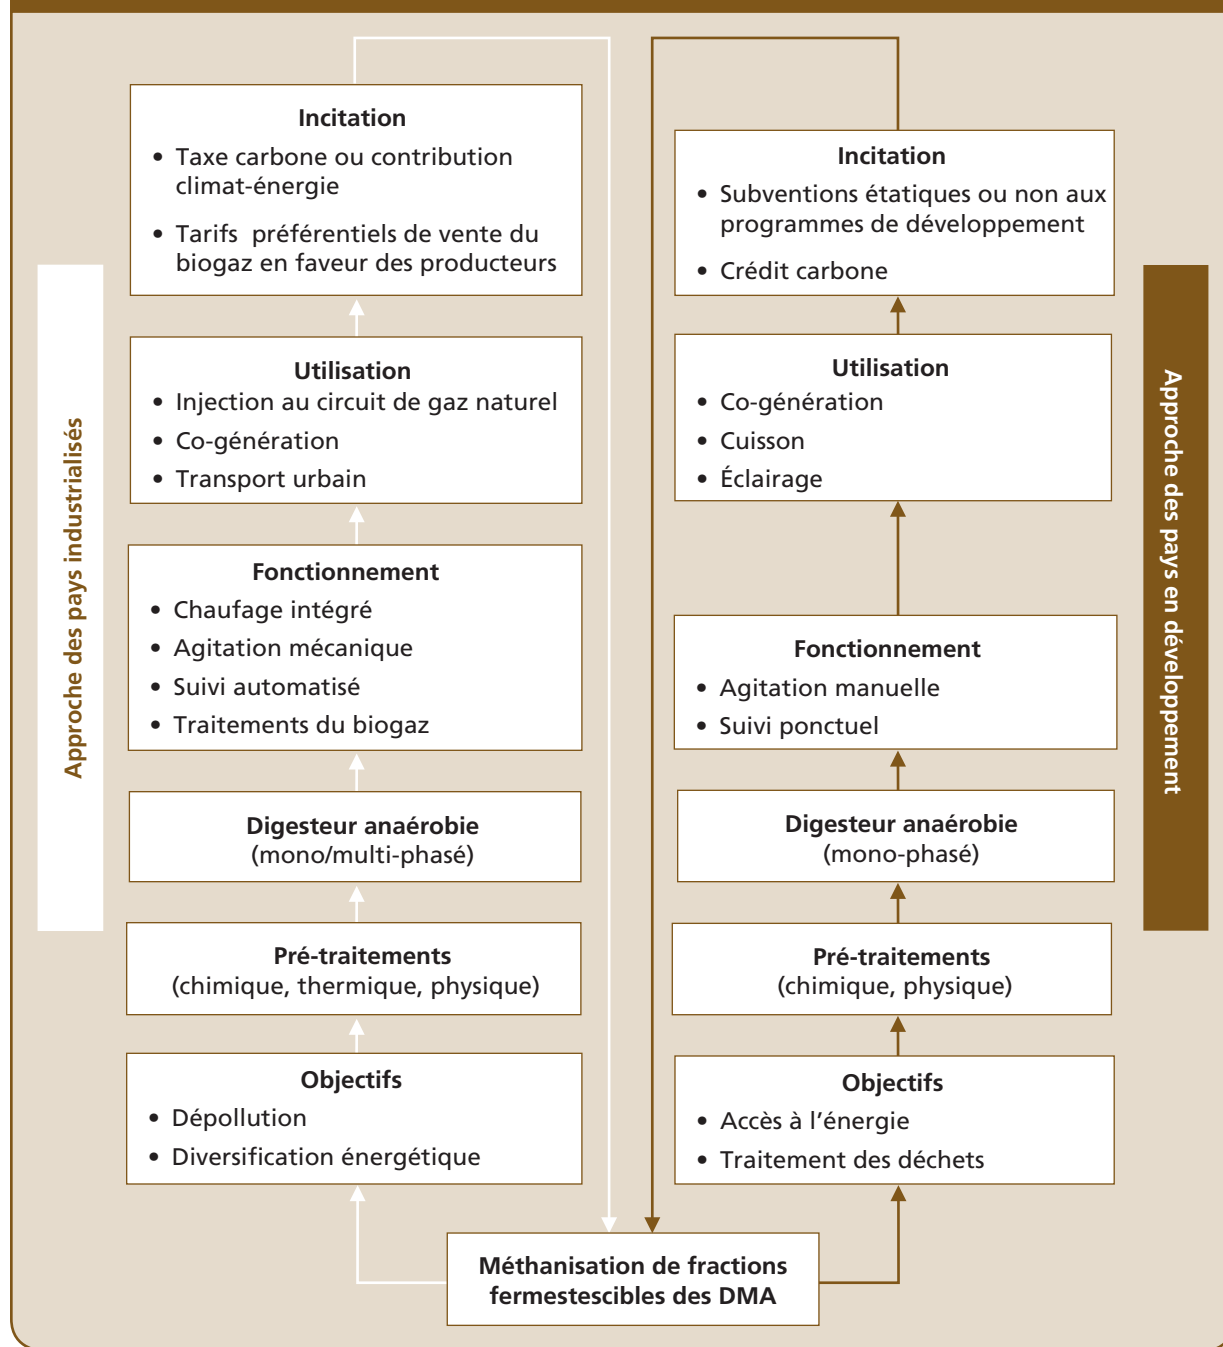 Approche des pays industrialisés
Incitation
• Taxe carbone ou contribution
climat-énergie
• Tarifs préférentiels de vente du
biogaz en faveur des producteurs
Utilisation
• Injection au circuit de gaz naturel
• Co-génération
• Transport urbain
Fonctionnement
• Chaufage intégré
• Agitation mécanique
• Suivi automatisé
• Traitements du biogaz
Digesteur anaérobie
(mono/multi-phasé)
Pré-traitements
(chimique, thermique, physique)
Objectifs
• Dépollution
• Diversification énergétique
Incitation
• Subventions étatiques ou non aux
programmes de développement
• Crédit carbone
Utilisation
• Co-génération
• Cuisson
• Éclairage
Fonctionnement
• Agitation manuelle
• Suivi ponctuel
Digesteur anaérobie
(mono-phasé)
Pré-traitements
(chimique, physique)
Objectifs
• Accès à l’énergie
• Traitement des déchets
Approche des pays en développement
Méthanisation de fractions
fermestescibles des DMA